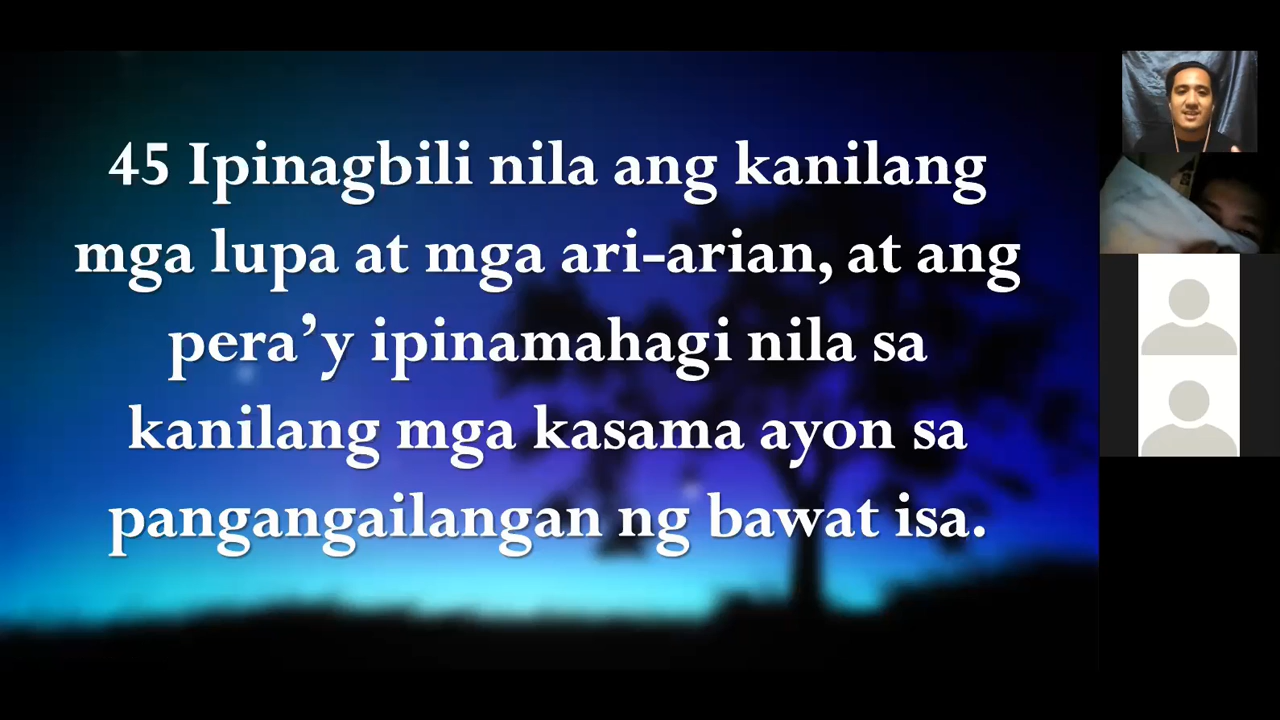 45 Ipinagbili nila ang kanilang
mga lupa at mga ari-arian, at ang
pera’y ipinamahagi nila sa
kanilang mga kasama ayon sa
pangangailangan ng bawat isa.